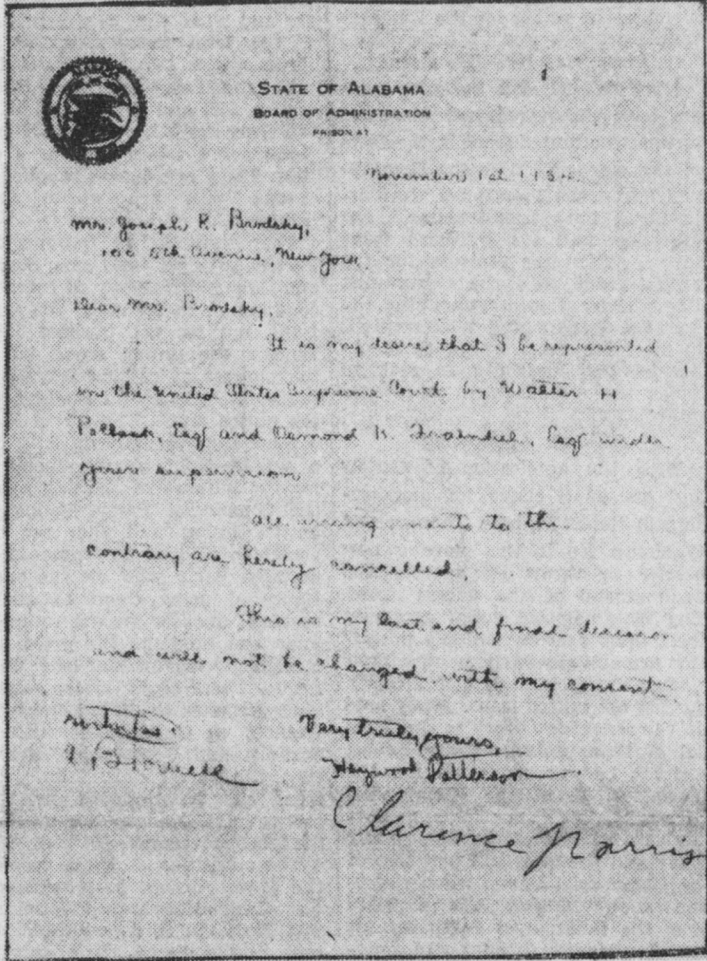 ALABAMA
STATE OF ALABAMA
BOARD OF ADMINISTRATION
PRISON AT
November 1st 193
Mr. Joseph R. Brodsky,
5th Avenue, New York.
Dear Mr. Brodsky,
It is my desire that I be represented
in the United States Supreme Court by Walter H
Pollack, Esq and Osmond K. Fraenkel, Esq under
your supervision
all to the
contrary are hereby cancelled.
This is my last and final decision
and will not be changed with my consent
Very truly yours,
Haywood Patterson
Clarence Norris